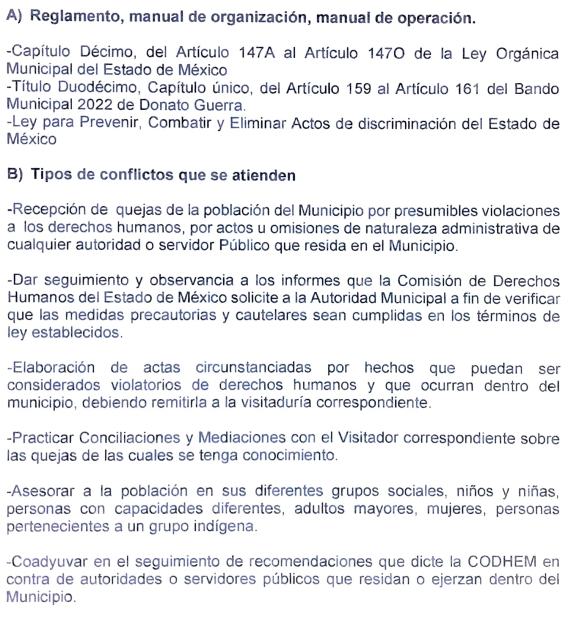 A) Reglamento, manual de organización, manual de operación.
-Capítulo Décimo, del Artículo 147A al Artículo 147O de la Ley Orgánica
Municipal del Estado de México
-Título Duodécimo, Capítulo único, del Artículo 159 al Artículo 161 del Bando
Municipal 2022 de Donato Guerra.
-Ley para Prevenir, Combatir y Eliminar Actos de discriminación del Estado de
México
B) Tipos de conflictos que se atienden
-Recepción de quejas de la población del Municipio por presumibles violaciones
a los derechos humanos, por actos u omisiones de naturaleza administrativa de
cualquier autoridad o servidor Público que resida en el Municipio.
-Dar seguimiento y observancia a los informes que la Comisión de Derechos
Humanos del Estado de México solicite a la Autoridad Municipal a fin de verificar
que las medidas precautorias y cautelares sean cumplidas en los términos de
ley establecidos.
-Elaboración de actas circunstanciadas por hechos que puedan ser
considerados violatorios de derechos humanos y que ocurran dentro del
municipio, debiendo remitirla a la visitaduría correspondiente.
-Practicar Conciliaciones y Mediaciones con el Visitador correspondiente sobre
las quejas de las cuales se tenga conocimiento.
-Asesorar a la población en sus diferentes grupos sociales, niños y niñas,
personas con capacidades diferentes, adultos mayores, mujeres, personas
pertenecientes a un grupo indígena.
-Coadyuvar en el seguimiento de recomendaciones que dicte la CODHEM en
contra de autoridades o servidores públicos que residan o ejerzan dentro del
Municipio.